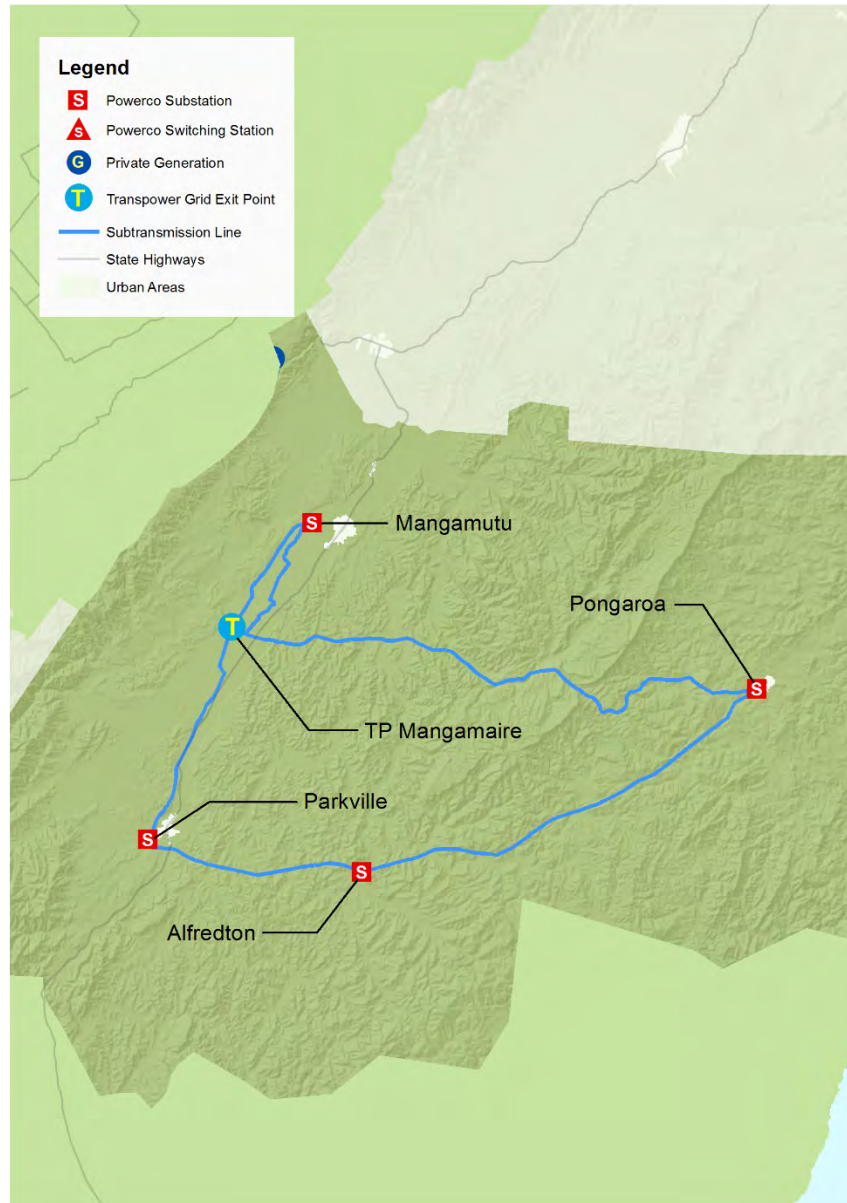 Legend
S Powerco Substation
S Powerco Switching Station
G Private Generation
T Transpower Grid Exit Point
Subtransmission Line
State Highways
Urban Areas
S Mangamutu
Pongaroa
T
S
TP Mangamaire
Parkville
S
S
Alfredton